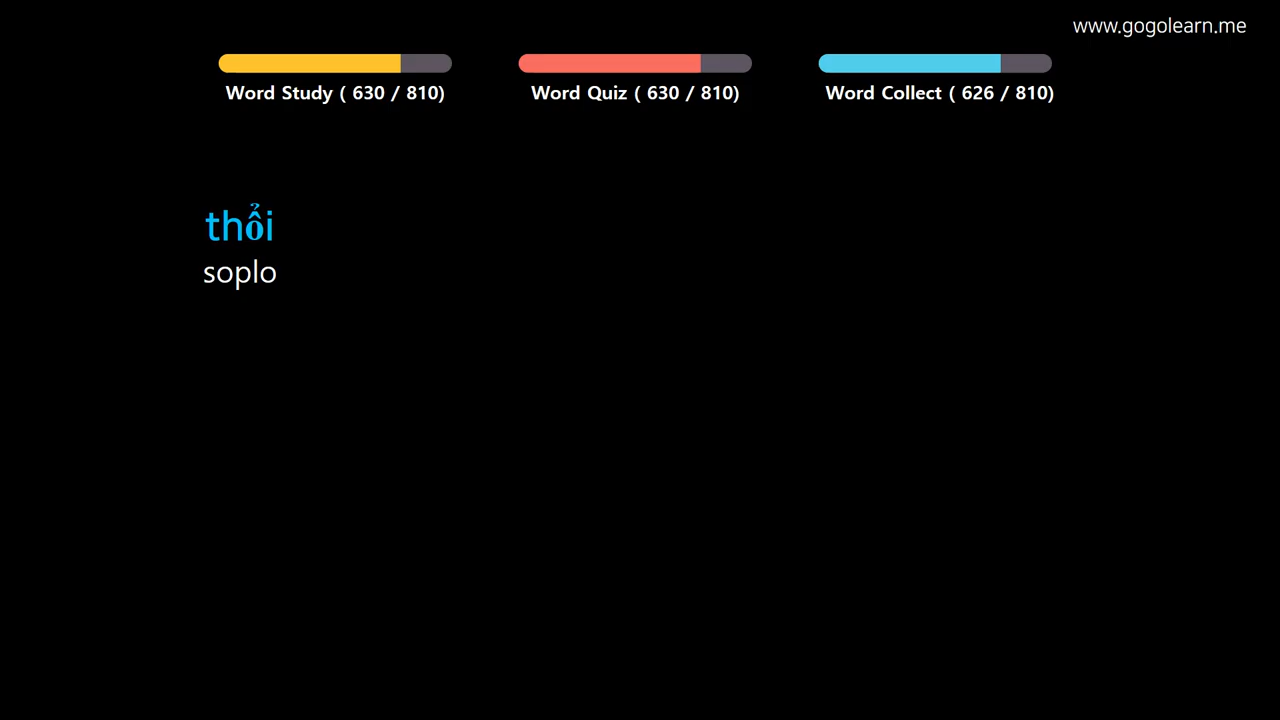 www.gogolearn.me
Word Study ( 630 / 810)
Word Quiz ( 630 / 810)
Word Collect ( 626 / 810)
thổi
soplo